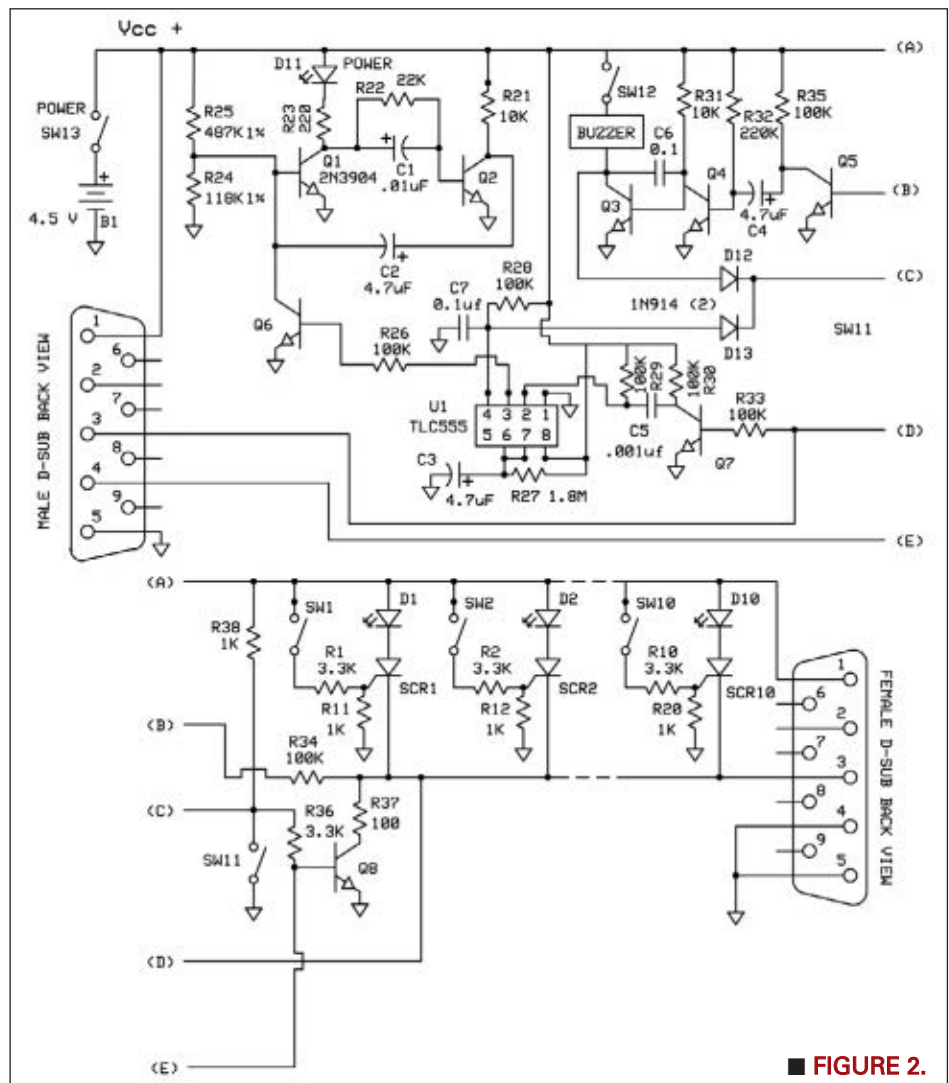 Vcc +
(A)
D11
POWER
R22
22K
R23
220
R21
10K
POWER
SW13
R25
487K1%
R24
118K1%
Q1
2N3904
C1
.01uF
Q2
4.5 V
B1
C2
4.7uF
SW12
BUZZER
C6
0.1
R31
10K
R32
220K
R35
100K
Q5
Q4
Q3
4.7uF
C4
(B)
D12
(C)
1N914 (2)
D13
SW11
C7
0.1uf
R28
100K
Q6
R26
100K
100K
R29
100K
R30
R33
100K
(D)
U1
TLC555
4 3 2 1
5 6 7 8
C5
.001uf
Q7
C3
4.7uF
R27 1.8M
(E)
MALE D-SUB BACK VIEW
1
6
2
7
3
8
4
9
5
(A)
R38
1K
SW1
D1
R1
3.3K
SCR1
R11
1K
SW2
D2
R2
3.3K
SCR2
R12
1K
SW10
D10
R10
3.3K
SCR10
R20
1K
(B)
R34
100K
(C)
R36
3.3K
R37
100
SW11
Q8
(D)
(E)
FEMALE D-SUB BACK VIEW
1
6
2
7
3
8
4
9
5
■ FIGURE 2.